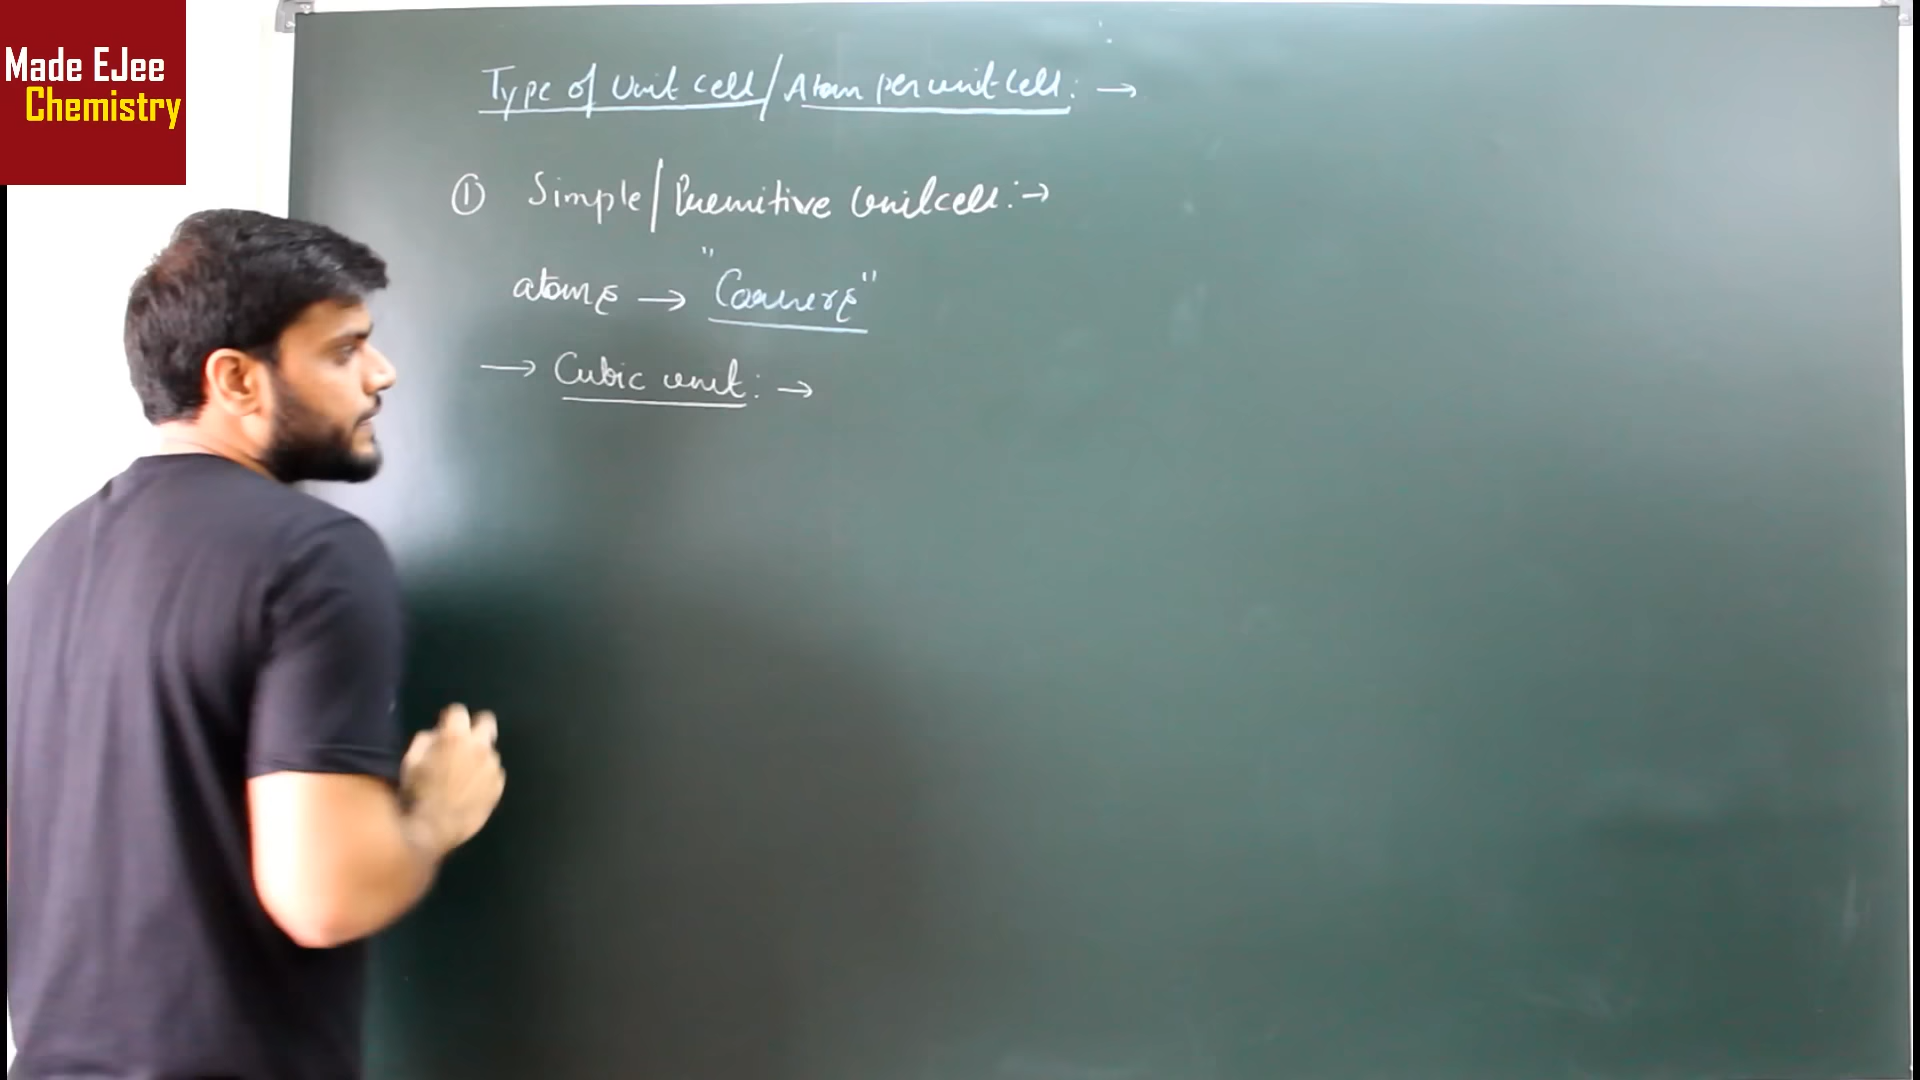 Made EJee
Chemistry
Type of Unit cell / Atom per unit cell : →
① Simple / Premitive Unitcell :→
atoms → "Corners"
→ Cubic unit : →